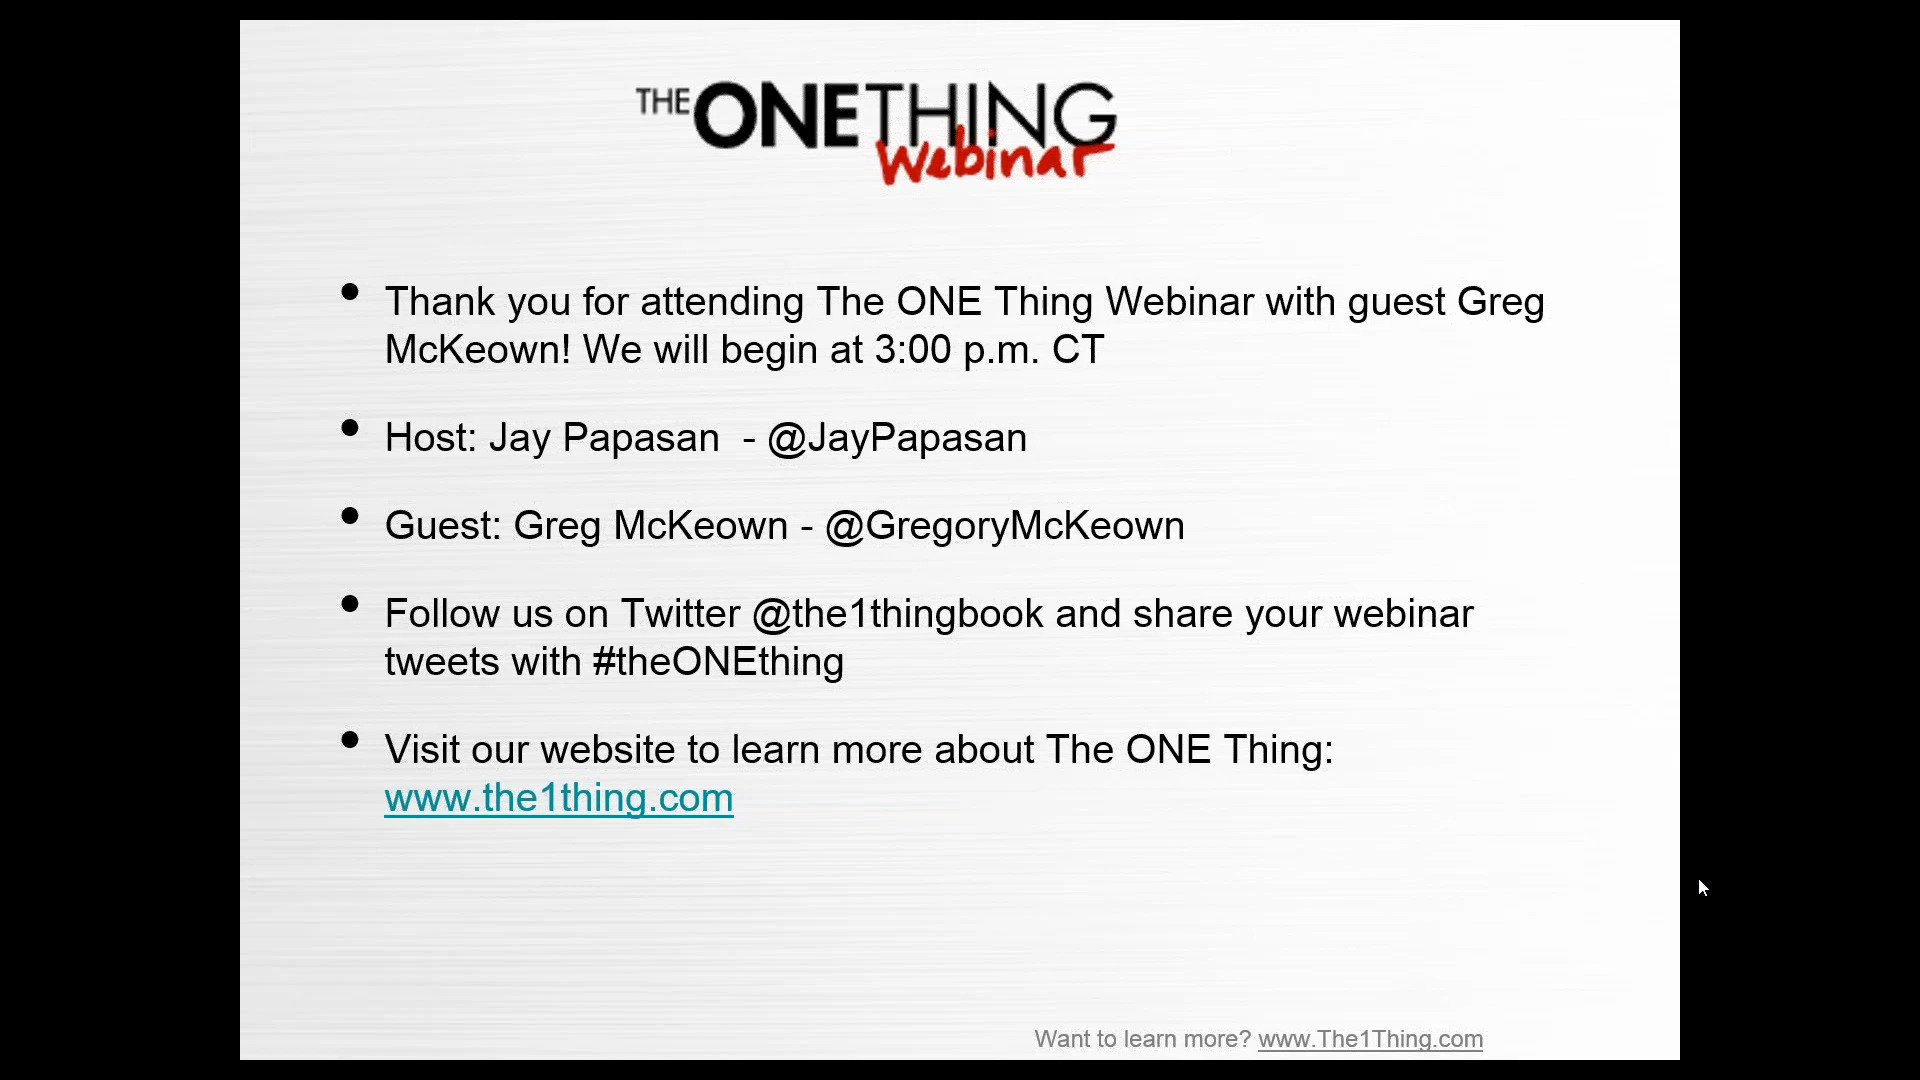 THE ONE THING
Webinar
• Thank you for attending The ONE Thing Webinar with guest Greg
McKeown! We will begin at 3:00 p.m. CT
• Host: Jay Papasan  - @JayPapasan
• Guest: Greg McKeown - @GregoryMcKeown
• Follow us on Twitter @the1thingbook and share your webinar
tweets with #theONEthing
• Visit our website to learn more about The ONE Thing:
www.the1thing.com
Want to learn more? www.The1Thing.com